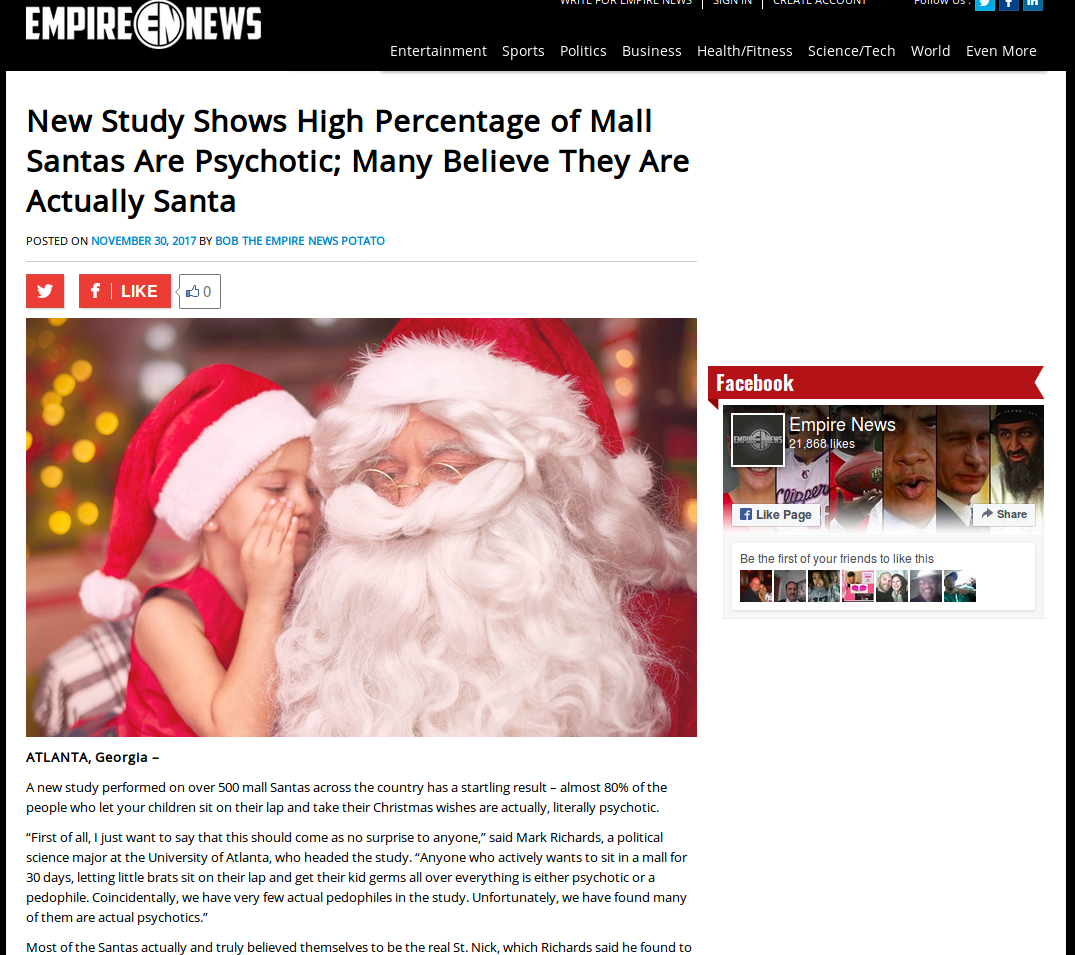 WRITE FOR EMPIRE NEWS
SIGN IN
CREATE ACCOUNT
Follow Us :
EMPIRE EN NEWS
Entertainment Sports Politics Business Health/Fitness Science/Tech World Even More
New Study Shows High Percentage of Mall
Santas Are Psychotic; Many Believe They Are
Actually Santa
POSTED ON NOVEMBER 30, 2017 BY BOB THE EMPIRE NEWS POTATO
LIKE
0
ATLANTA, Georgia –
A new study performed on over 500 mall Santas across the country has a startling result – almost 80% of the
people who let your children sit on their lap and take their Christmas wishes are actually, literally psychotic.
“First of all, I just want to say that this should come as no surprise to anyone,” said Mark Richards, a political
science major at the University of Atlanta, who headed the study. “Anyone who actively wants to sit in a mall for
30 days, letting little brats sit on their lap and get their kid germs all over everything is either psychotic or a
pedophile. Coincidentally, we have very few actual pedophiles in the study. Unfortunately, we have found many
of them are actual psychotics.”
Most of the Santas actually and truly believed themselves to be the real St. Nick, which Richards said he found to
Facebook
EMPIRE EN NEWS
Empire News
21,868 likes
Clippers
Like Page
Share
Be the first of your friends to like this